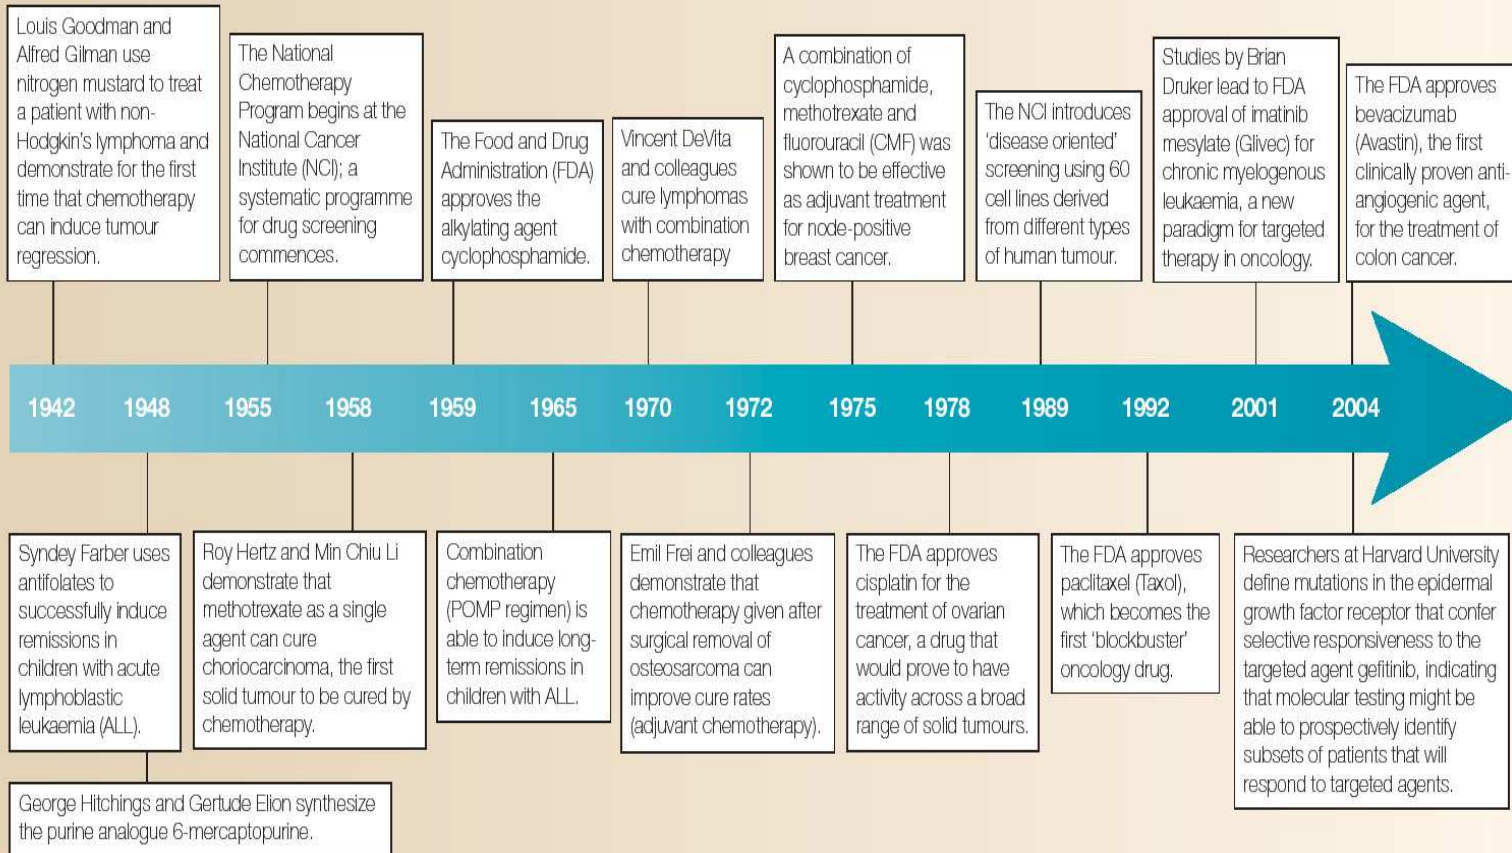 Louis Goodman and
Alfred Gilman use
nitrogen mustard to treat
a patient with non-
Hodgkin's lymphoma and
demonstrate for the first
time that chemotherapy
can induce tumour
regression.
The National
Chemotherapy
Program begins at the
National Cancer
Institute (NCI); a
systematic programme
for drug screening
commences.
The Food and Drug
Administration (FDA)
approves the
alkylating agent
cyclophosphamide.
Vincent DeVita
and colleagues
cure lymphomas
with combination
chemotherapy
A combination of
cyclophosphamide,
methotrexate and
fluorouracil (CMF) was
shown to be effective
as adjuvant treatment
for node-positive
breast cancer.
The NCI introduces
'disease oriented'
screening using 60
cell lines derived
from different types
of human tumour.
Studies by Brian
Druker lead to FDA
approval of imatinib
mesylate (Glivec) for
chronic myelogenous
leukaemia, a new
paradigm for targeted
therapy in oncology.
The FDA approves
bevacizumab
(Avastin), the first
clinically proven anti-
angiogenic agent,
for the treatment of
colon cancer.
1942 1948 1955 1958 1959 1965 1970 1972 1975 1978 1989 1992 2001 2004
Syndey Farber uses
antifolates to
successfully induce
remissions in
children with acute
lymphoblastic
leukaemia (ALL).
Roy Hertz and Min Chiu Li
demonstrate that
methotrexate as a single
agent can cure
choriocarcinoma, the first
solid tumour to be cured by
chemotherapy.
Combination
chemotherapy
(POMP regimen) is
able to induce long-
term remissions in
children with ALL.
Emil Frei and colleagues
demonstrate that
chemotherapy given after
surgical removal of
osteosarcoma can
improve cure rates
(adjuvant chemotherapy).
The FDA approves
cisplatin for the
treatment of ovarian
cancer, a drug that
would prove to have
activity across a broad
range of solid tumours.
The FDA approves
paclitaxel (Taxol),
which becomes the
first 'blockbuster'
oncology drug.
Researchers at Harvard University
define mutations in the epidermal
growth factor receptor that confer
selective responsiveness to the
targeted agent gefitinib, indicating
that molecular testing might be
able to prospectively identify
subsets of patients that will
respond to targeted agents.
George Hitchings and Gertude Elion synthesize
the purine analogue 6-mercaptopurine.